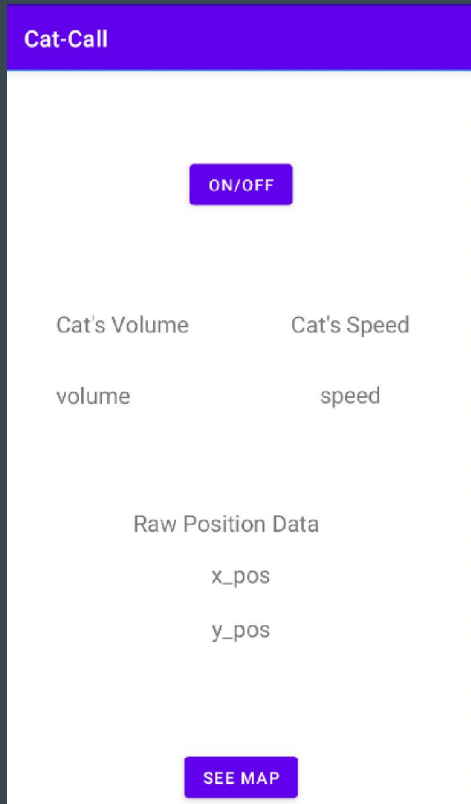 Cat-Call
ON/OFF
Cat's Volume Cat's Speed
volume speed
Raw Position Data
x_pos
y_pos
SEE MAP